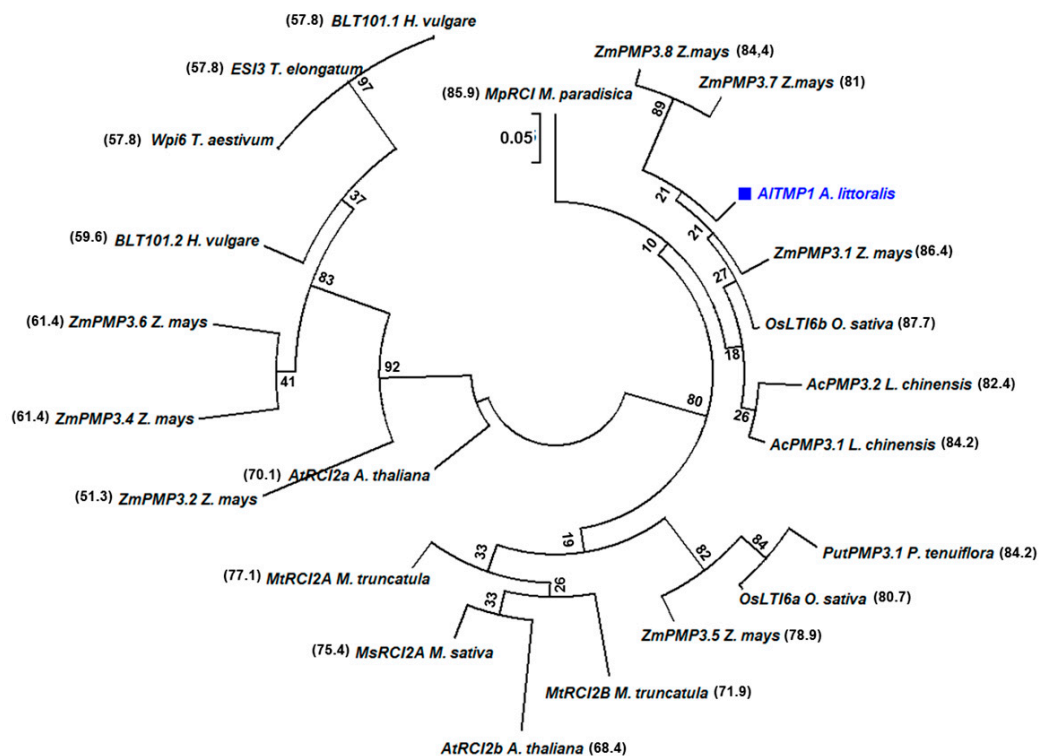 (57.8) BLT101.1 H. vulgare
(57.8) ESI3 T. elongatum
97
(57.8) Wpi6 T. aestivum
37
(59.6) BLT101.2 H. vulgare
83
(61.4) ZmPMP3.6 Z. mays
41
(61.4) ZmPMP3.4 Z. mays
92
(70.1) AtRCI2a A. thaliana
(51.3) ZmPMP3.2 Z. mays
(85.9) MpRCI M. paradisica
0.05
ZmPMP3.8 Z.mays (84,4)
ZmPMP3.7 Z.mays (81)
89
21
AlTMP1 A. littoralis
21
ZmPMP3.1 Z. mays (86.4)
10
27
OsLTI6b O. sativa (87.7)
18
AcPMP3.2 L. chinensis (82.4)
26
AcPMP3.1 L. chinensis (84.2)
80
19
82
84
PutPMP3.1 P. tenuiflora (84.2)
OsLTI6a O. sativa (80.7)
ZmPMP3.5 Z. mays (78.9)
33
(77.1) MtRCI2A M. truncatula
26
33
(75.4) MsRCI2A M. sativa
MtRCI2B M. truncatula (71.9)
AtRCI2b A. thaliana (68.4)